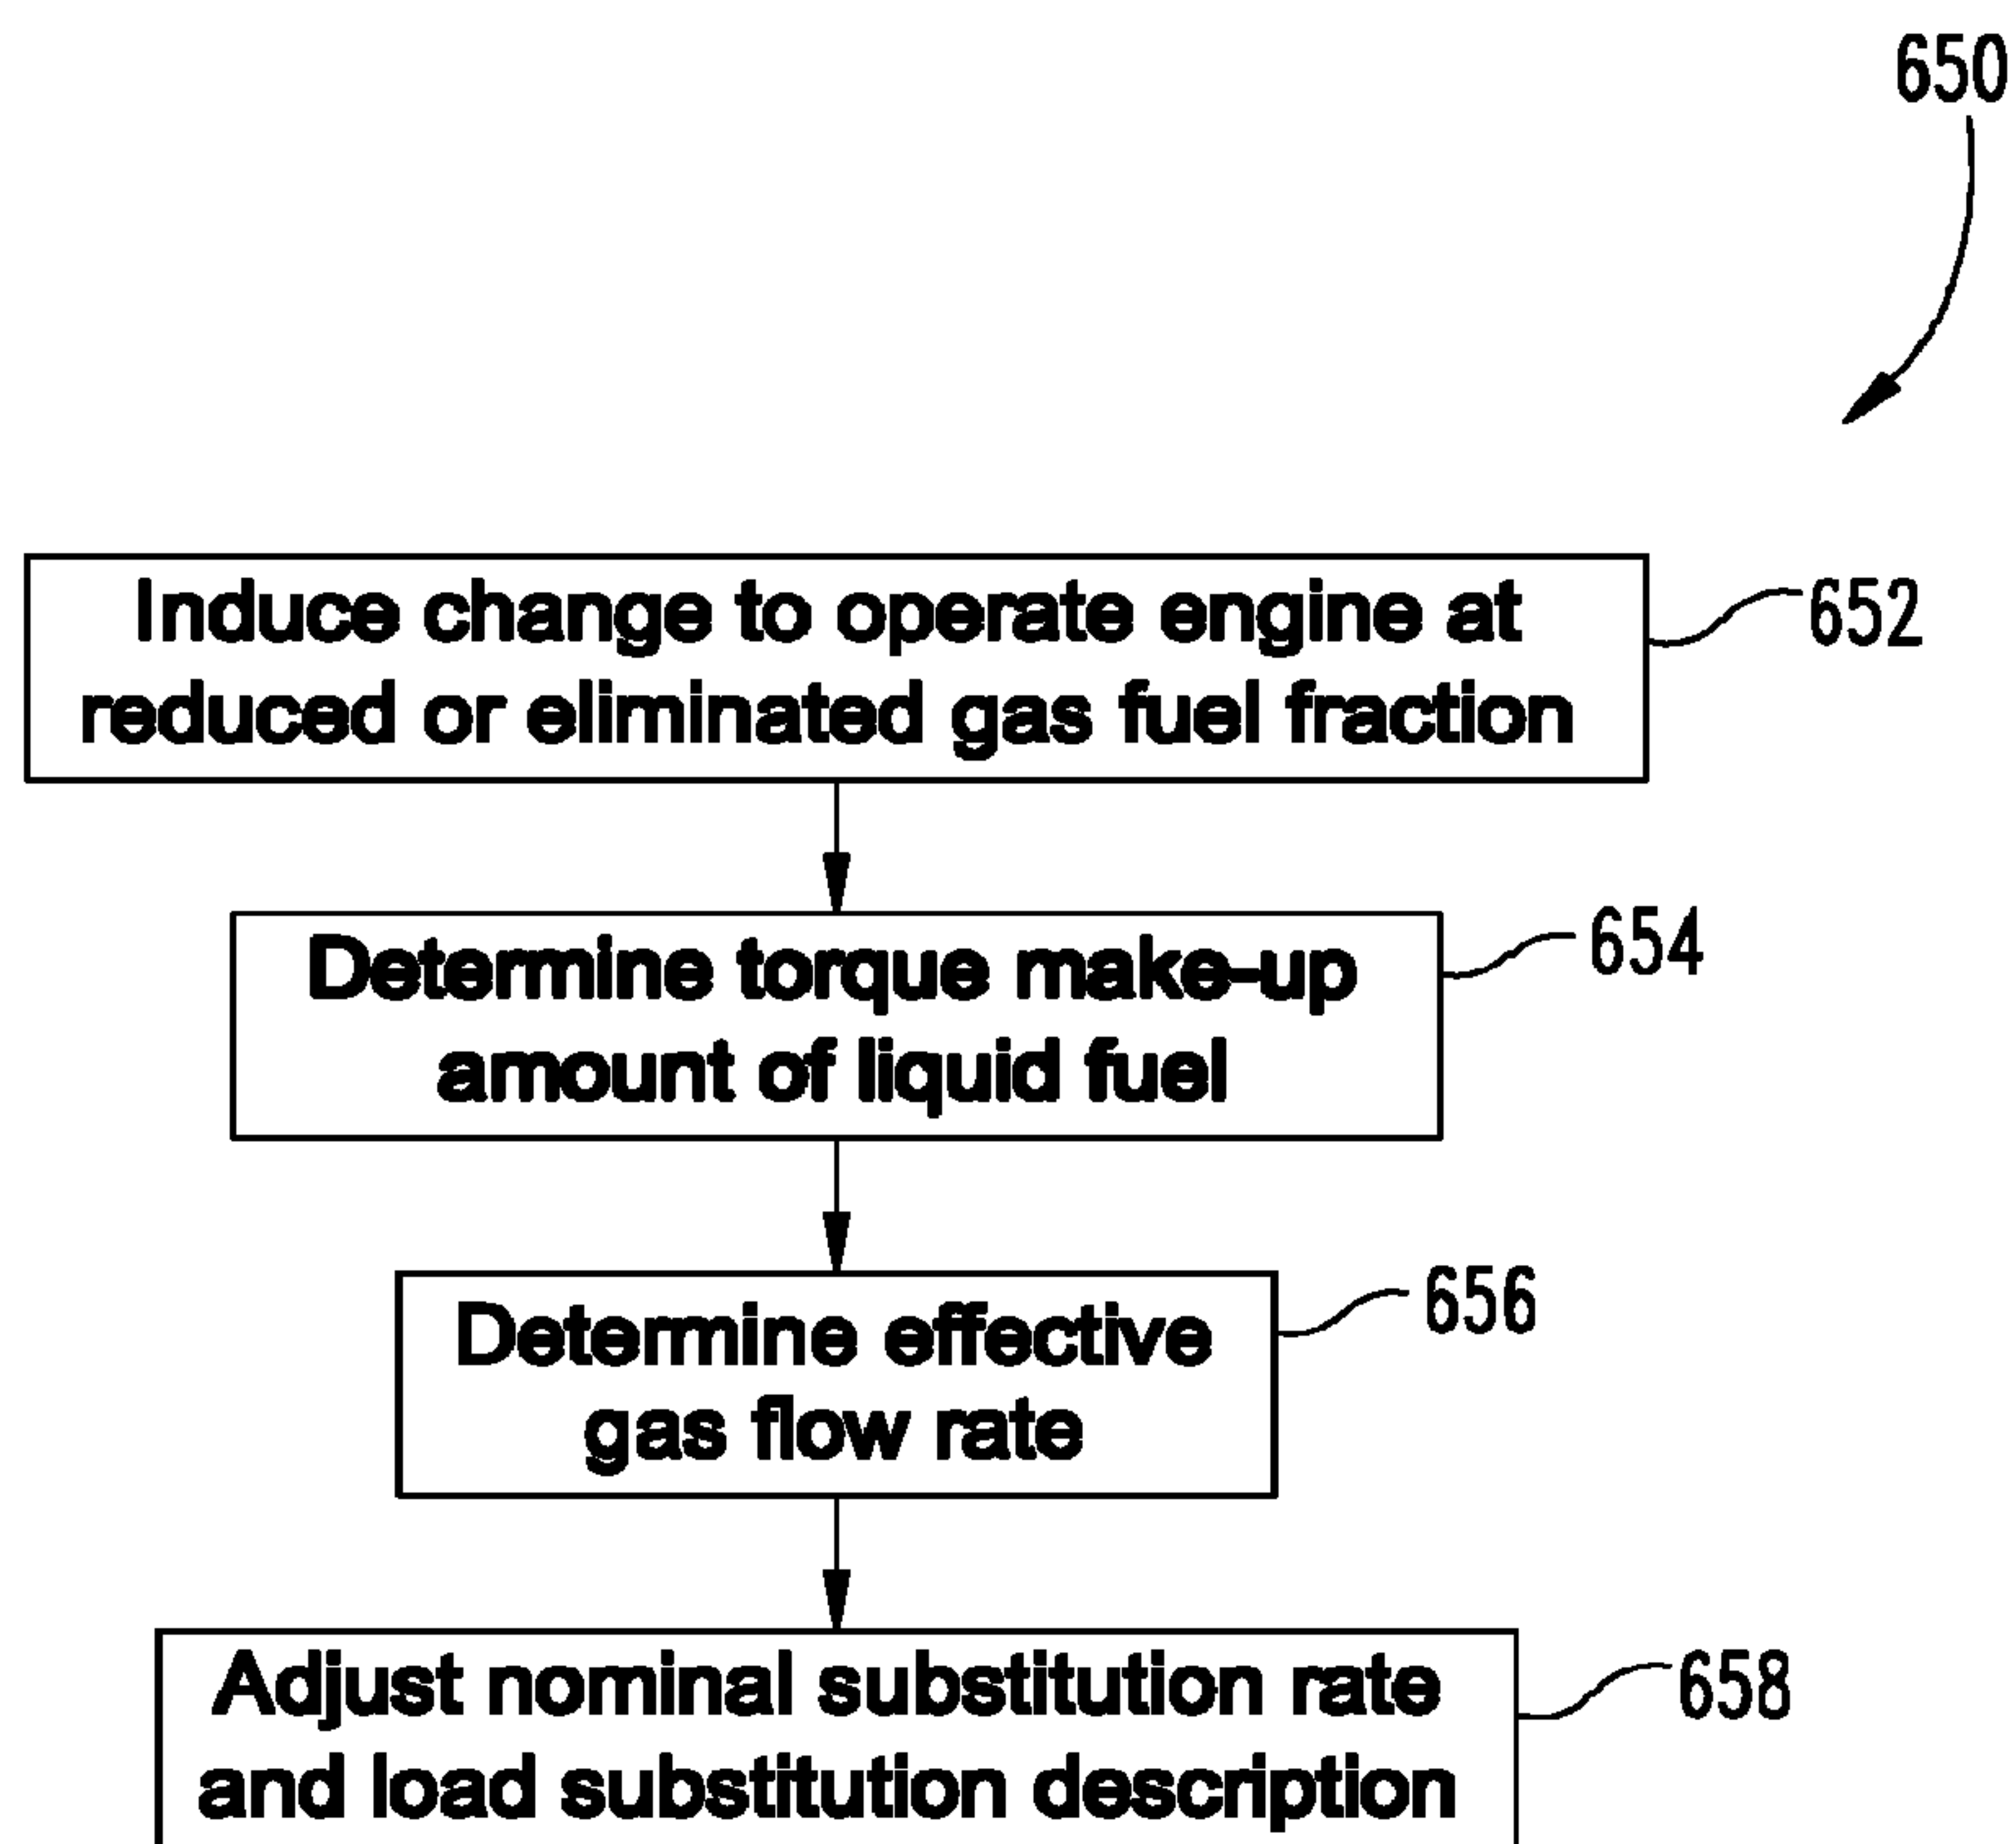 650
Induce change to operate engine at
reduced or eliminated gas fuel fraction
652
Determine torque make-up
amount of liquid fuel
654
Determine effective
gas flow rate
656
Adjust nominal substitution rate
and load substitution description
658